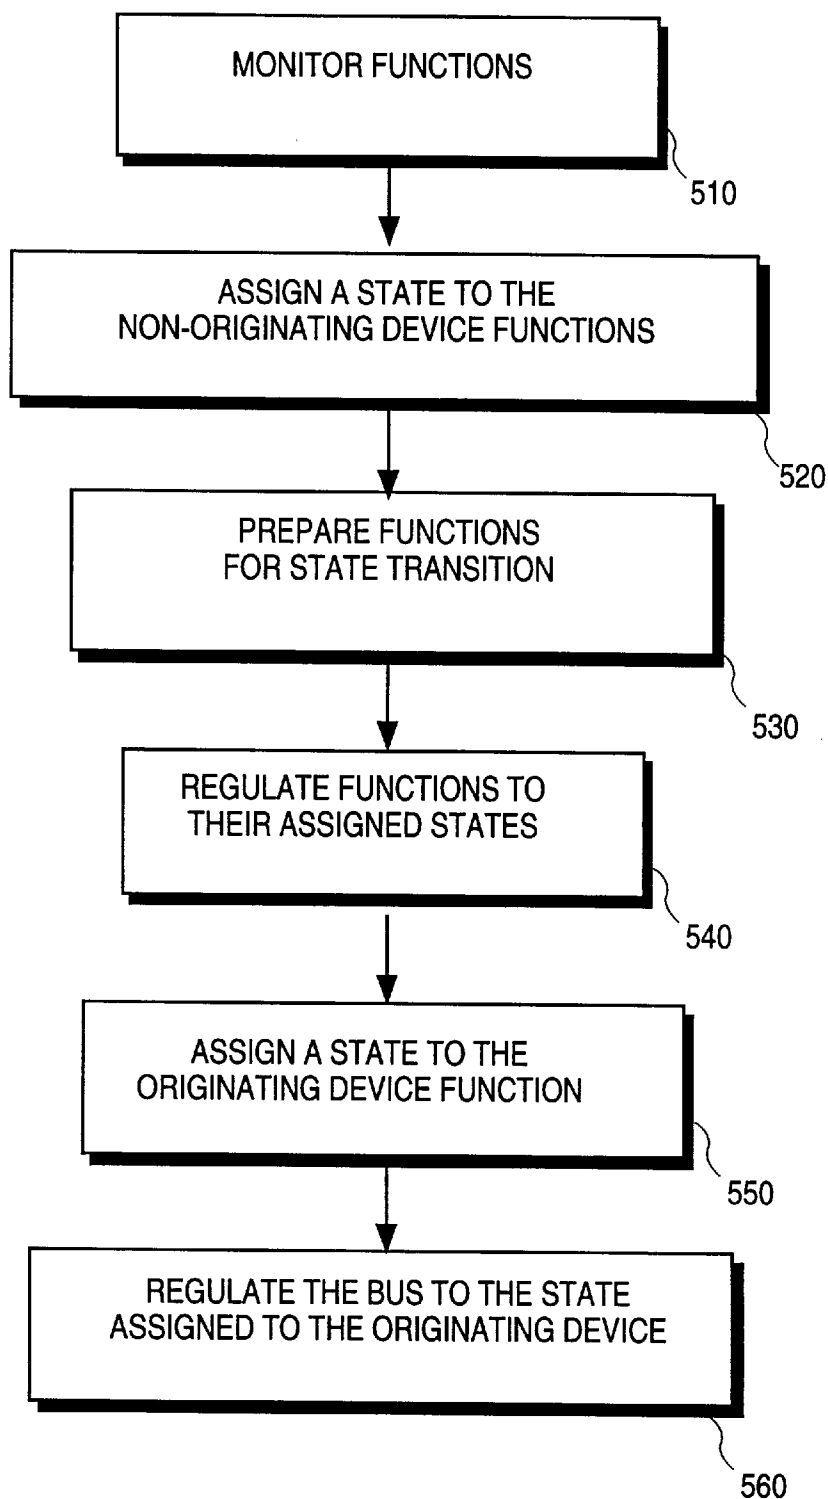 MONITOR FUNCTIONS
510
ASSIGN A STATE TO THE
NON-ORIGINATING DEVICE FUNCTIONS
520
PREPARE FUNCTIONS
FOR STATE TRANSITION
530
REGULATE FUNCTIONS TO
THEIR ASSIGNED STATES
540
ASSIGN A STATE TO THE
ORIGINATING DEVICE FUNCTION
550
REGULATE THE BUS TO THE STATE
ASSIGNED TO THE ORIGINATING DEVICE
560